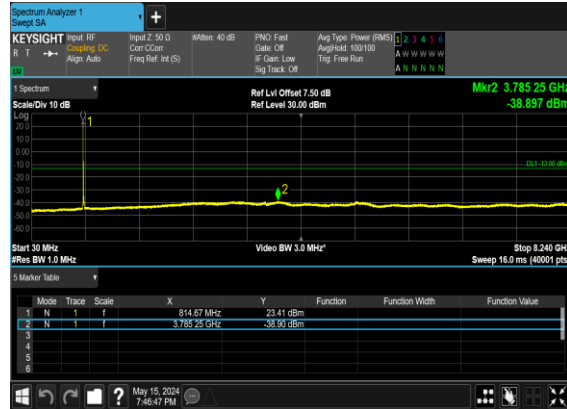 Spectrum Analyzer 1
Swept SA
+
KEYSIGHT Input: RF Input Z: 50 Ω #Atten: 40 dB PNO: Fast Avg Type: Power (RMS) 1 2 3 4 5 6
R T Coupling: DC Corr CCorr Gate: Off Avg|Hold: 100/100 A W W W W W
Align: Auto Freq Ref: Int (S) IF Gain: Low Trig: Free Run
Sig Track: Off A N N N N N
1 Spectrum Ref Lvl Offset 7.50 dB Mkr2 3.785 25 GHz
Scale/Div 10 dB Ref Level 30.00 dBm -38.897 dBm
Log
20.0
10.0
0.00
-10.0
-20.0
-30.0
-40.0
-50.0
-60.0
1
DL1 -13.00 dBm
2
Start 30 MHz Video BW 3.0 MHz* Stop 8.240 GHz
#Res BW 1.0 MHz Sweep 16.0 ms (40001 pts)
5 Marker Table
Mode Trace Scale X Y Function Function Width Function Value
1 N 1 f 814.67 MHz 23.41 dBm
2 N 1 f 3.785 25 GHz -38.90 dBm
3
4
5
6
? May 15, 2024
7:46:47 PM